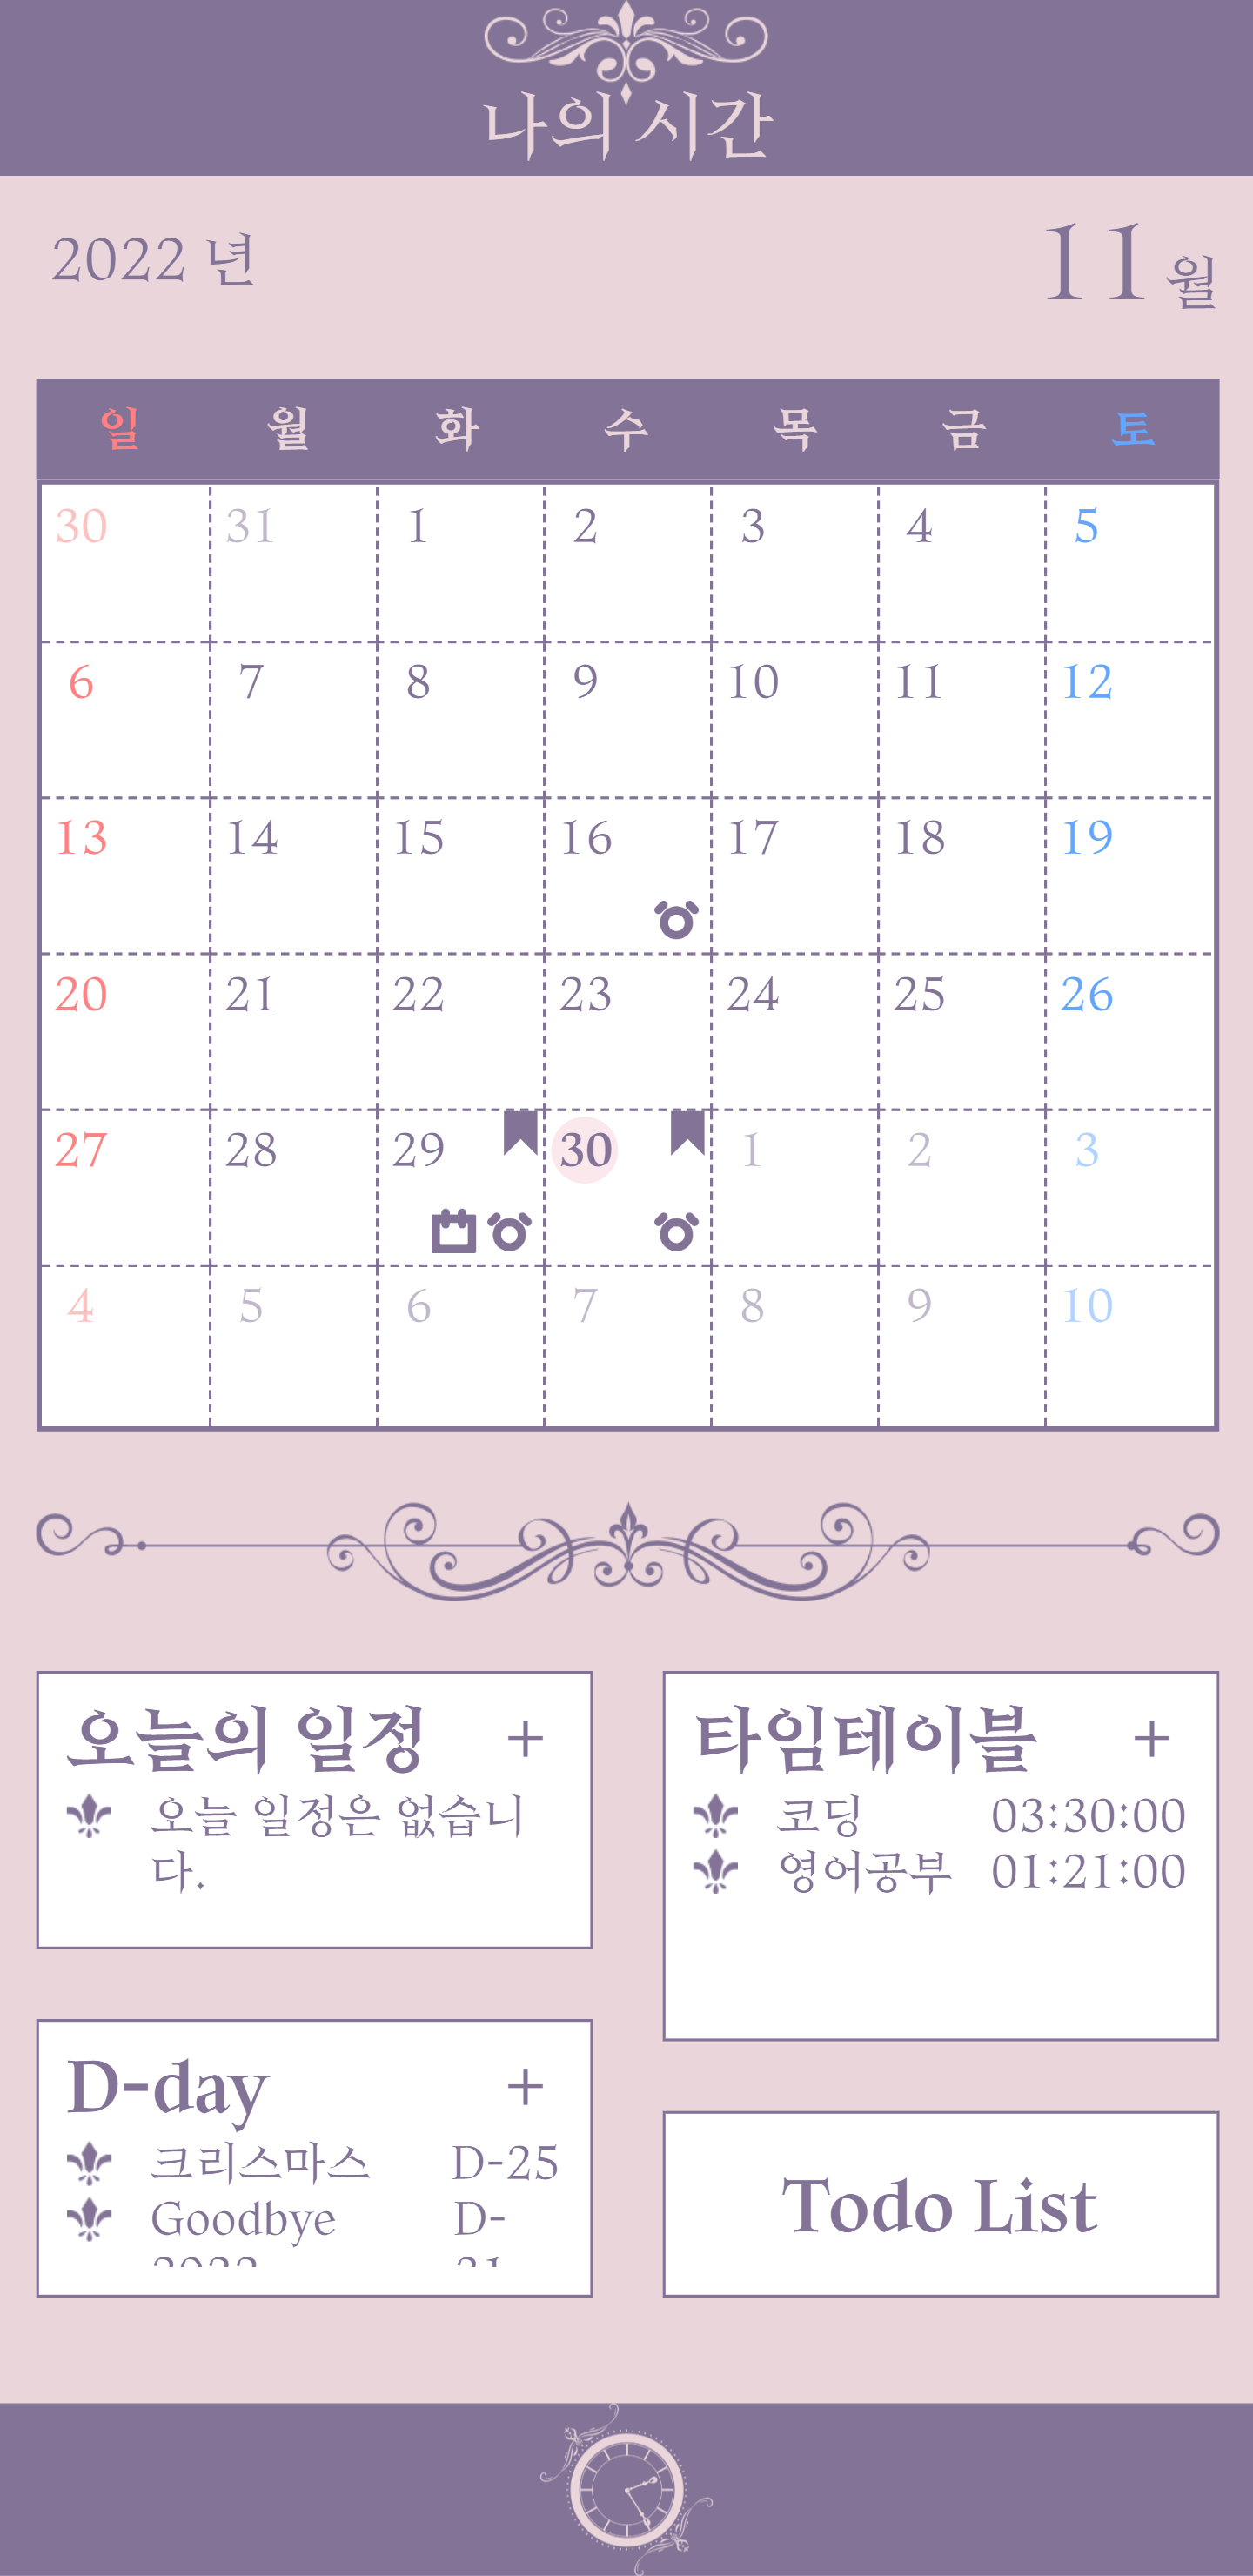 나의 시간
2022 년 11 월
일 월 화 수 목 금 토
30 31 1 2 3 4 5
6 7 8 9 10 11 12
13 14 15 16 17 18 19
20 21 22 23 24 25 26
27 28 29 30 1 2 3
4 5 6 7 8 9 10
오늘의 일정 +
오늘 일정은 없습니
다.
타임테이블 +
코딩 03:30:00
영어공부 01:21:00
D-day +
크리스마스 D-25
Goodbye D-
Todo List